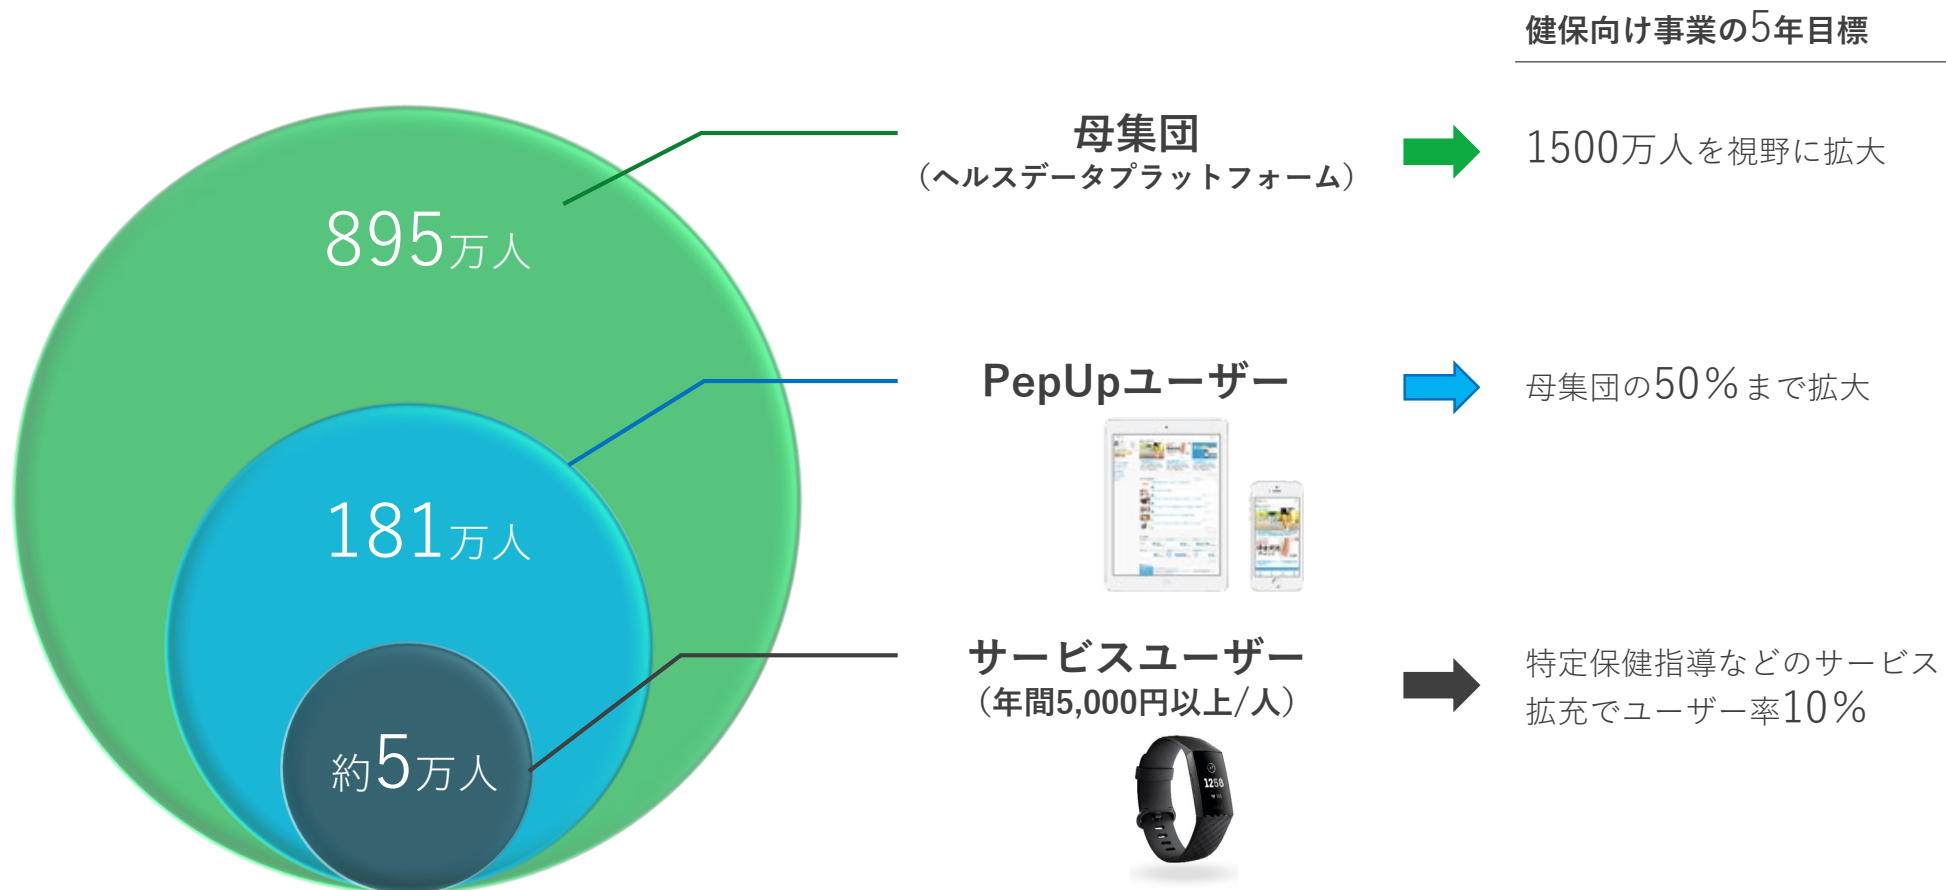 健保向け事業の5年目標
895万人
母集団
（ヘルスデータプラットフォーム）
1500万人を視野に拡大
181万人
PepUpユーザー
母集団の50％まで拡大
約5万人
サービスユーザー
（年間5,000円以上/人）
特定保健指導などのサービス
拡充でユーザー率10％
1258